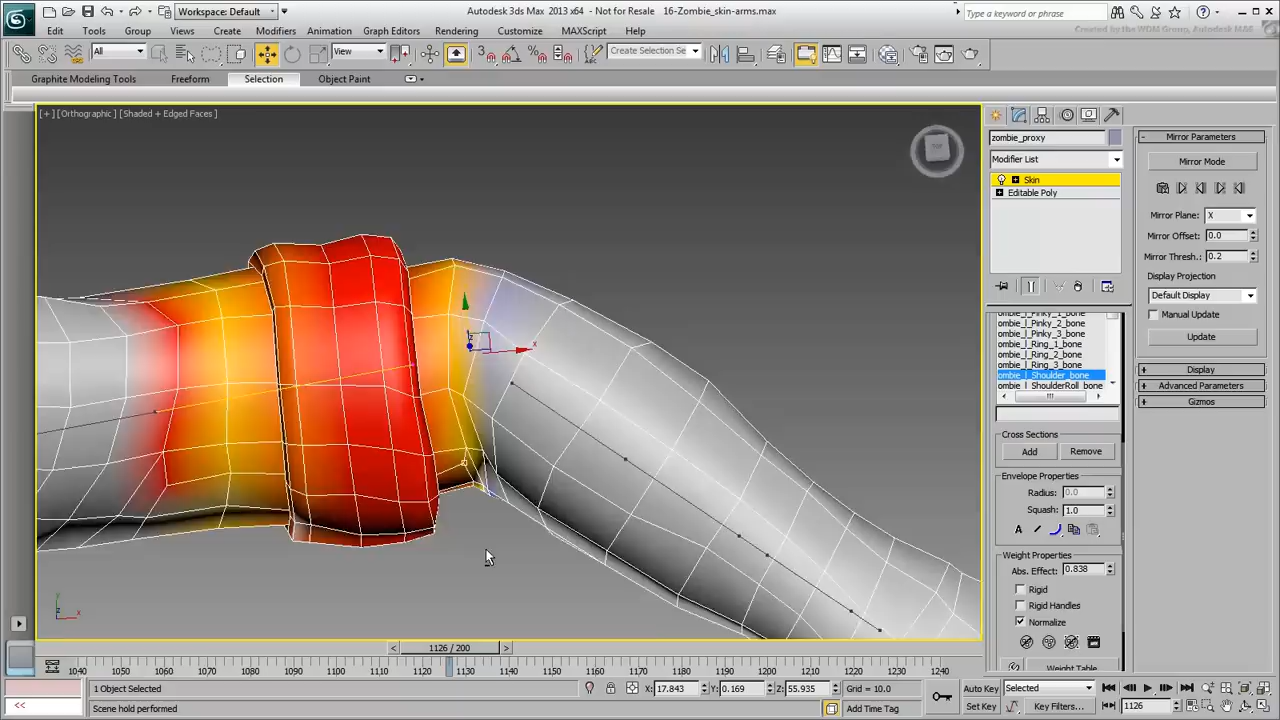 Workspace: Default
Autodesk 3ds Max 2013 x64 - Not for Resale 16-Zombie_skin-arms.max
Type a keyword or phrase
Created by the WDM Group, Autodesk M&E
Edit Tools Group Views Create Modifiers Animation Graph Editors Rendering Customize MAXScript Help
All View Create Selection Se
Graphite Modeling Tools Freeform Selection Object Paint
[+] [Orthographic] [Shaded + Edged Faces]
TOP
zombie_proxy
Modifier List
Skin
Editable Poly
ombie_l_Pinky_1_bone
ombie_l_Pinky_2_bone
ombie_l_Pinky_3_bone
ombie_l_Ring_1_bone
ombie_l_Ring_2_bone
ombie_l_Ring_3_bone
ombie_l_Shoulder_bone
ombie_l_ShoulderRoll_bone
Cross Sections
Add Remove
Envelope Properties
Radius: 0.0
Squash: 1.0
Weight Properties
Abs. Effect: 0.838
Rigid
Rigid Handles
Normalize
Weight Table
- Mirror Parameters
Mirror Mode
Mirror Plane: X
Mirror Offset: 0.0
Mirror Thresh.: 0.2
Display Projection
Default Display
Manual Update
Update
+ Display
+ Advanced Parameters
+ Gizmos
z
x
y
z x
< 1126 / 200 >
1040 1050 1060 1070 1080 1090 1100 1110 1120 1130 1140 1150 1160 1170 1180 1190 1200 1210 1220 1230 1240
1 Object Selected X: 17.843 Y: 0.169 Z: 55.935 Grid = 10.0 Auto Key Selected
<< Scene hold performed Add Time Tag Set Key Key Filters... 1126